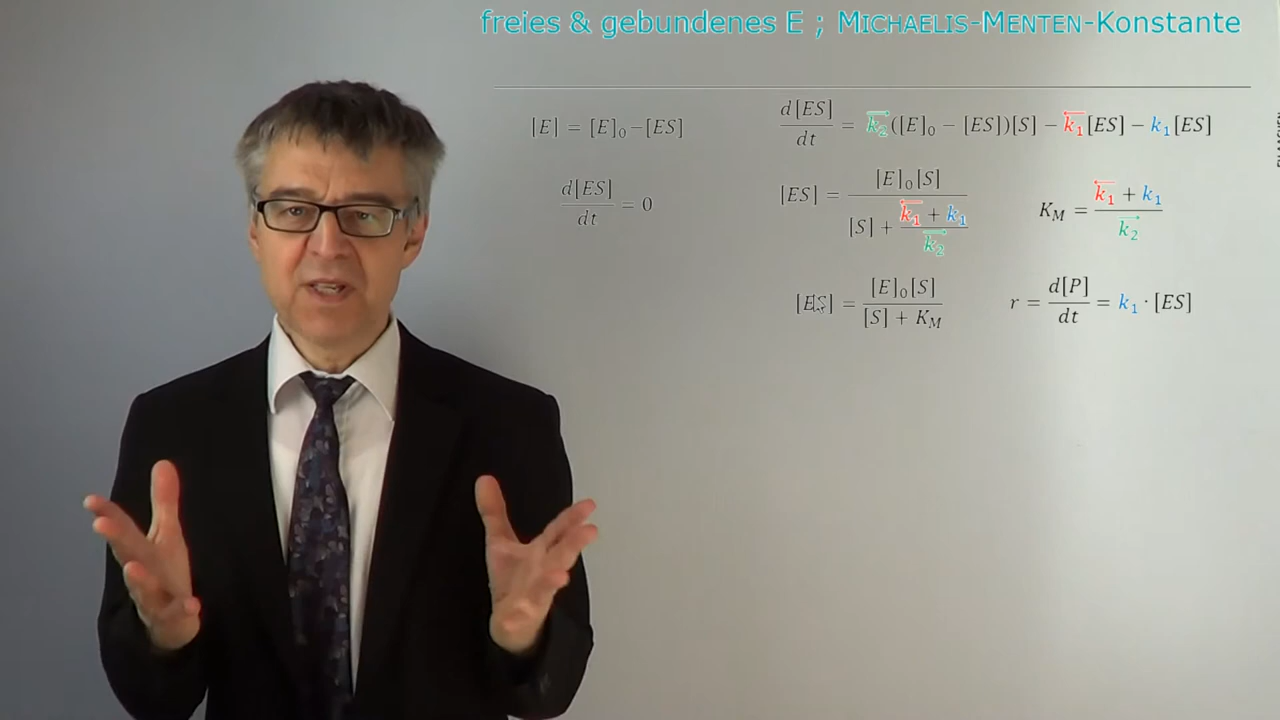 freies & gebundenes E ; MICHAELIS-MENTEN-Konstante
[E] = [E]₀−[ES]
d[ES]/dt = k₂→([E]₀ − [ES])[S] − k₁←[ES] − k₁[ES]
d[ES]/dt = 0
[ES] = [E]₀[S] / ([S] + (k₁← + k₁)/k₂→)
K_M = (k₁← + k₁)/k₂→
[ES] = [E]₀[S] / ([S] + K_M)
r = d[P]/dt = k₁ · [ES]